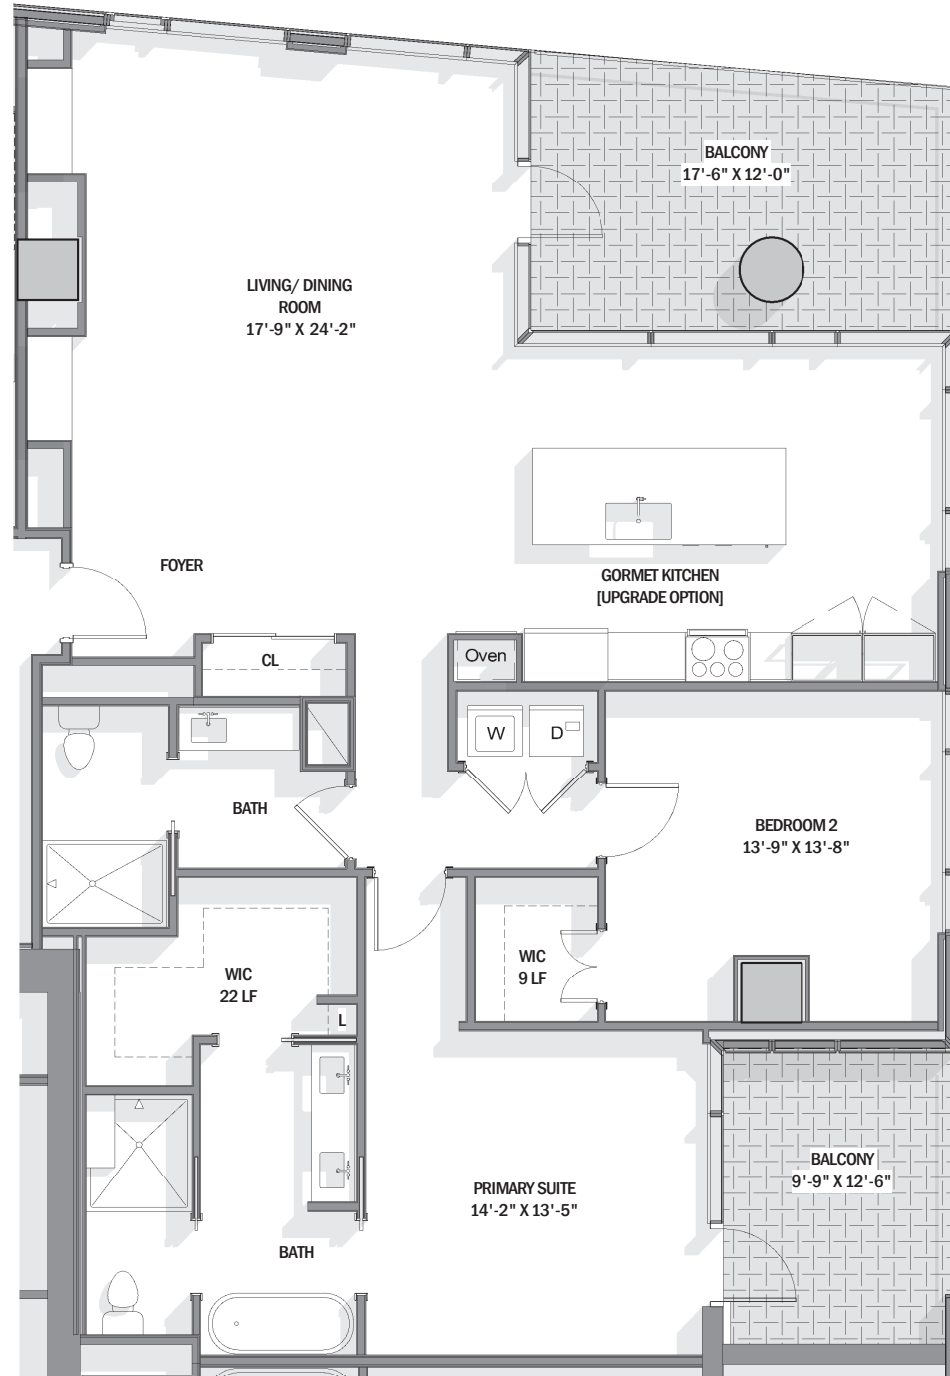 BALCONY
17'-6" X 12'-0"
LIVING/ DINING
ROOM
17'-9" X 24'-2"
FOYER
GORMET KITCHEN
[UPGRADE OPTION]
CL
Oven
W
D
BATH
BEDROOM 2
13'-9" X 13'-8"
WIC
9 LF
WIC
22 LF
L
BALCONY
9'-9" X 12'-6"
PRIMARY SUITE
14'-2" X 13'-5"
BATH